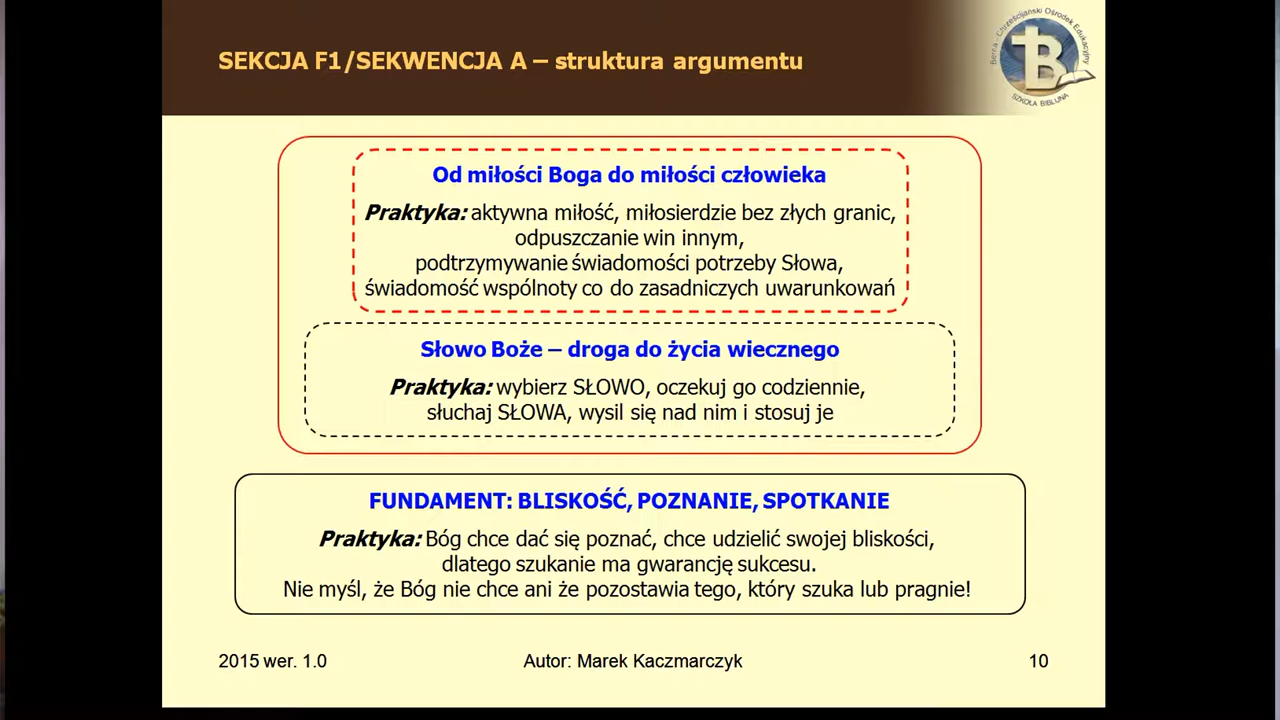 SEKCJA F1/SEKWENCJA A – struktura argumentu
Berea - Chrześcijański Ośrodek Edukacyjny
SZKOŁA BIBLIJNA
Od miłości Boga do miłości człowieka
Praktyka: aktywna miłość, miłosierdzie bez złych granic,
odpuszczanie win innym,
podtrzymywanie świadomości potrzeby Słowa,
świadomość wspólnoty co do zasadniczych uwarunkowań
Słowo Boże – droga do życia wiecznego
Praktyka: wybierz SŁOWO, oczekuj go codziennie,
słuchaj SŁOWA, wysil się nad nim i stosuj je
FUNDAMENT: BLISKOŚĆ, POZNANIE, SPOTKANIE
Praktyka: Bóg chce dać się poznać, chce udzielić swojej bliskości,
dlatego szukanie ma gwarancję sukcesu.
Nie myśl, że Bóg nie chce ani że pozostawia tego, który szuka lub pragnie!
2015 wer. 1.0
Autor: Marek Kaczmarczyk
10